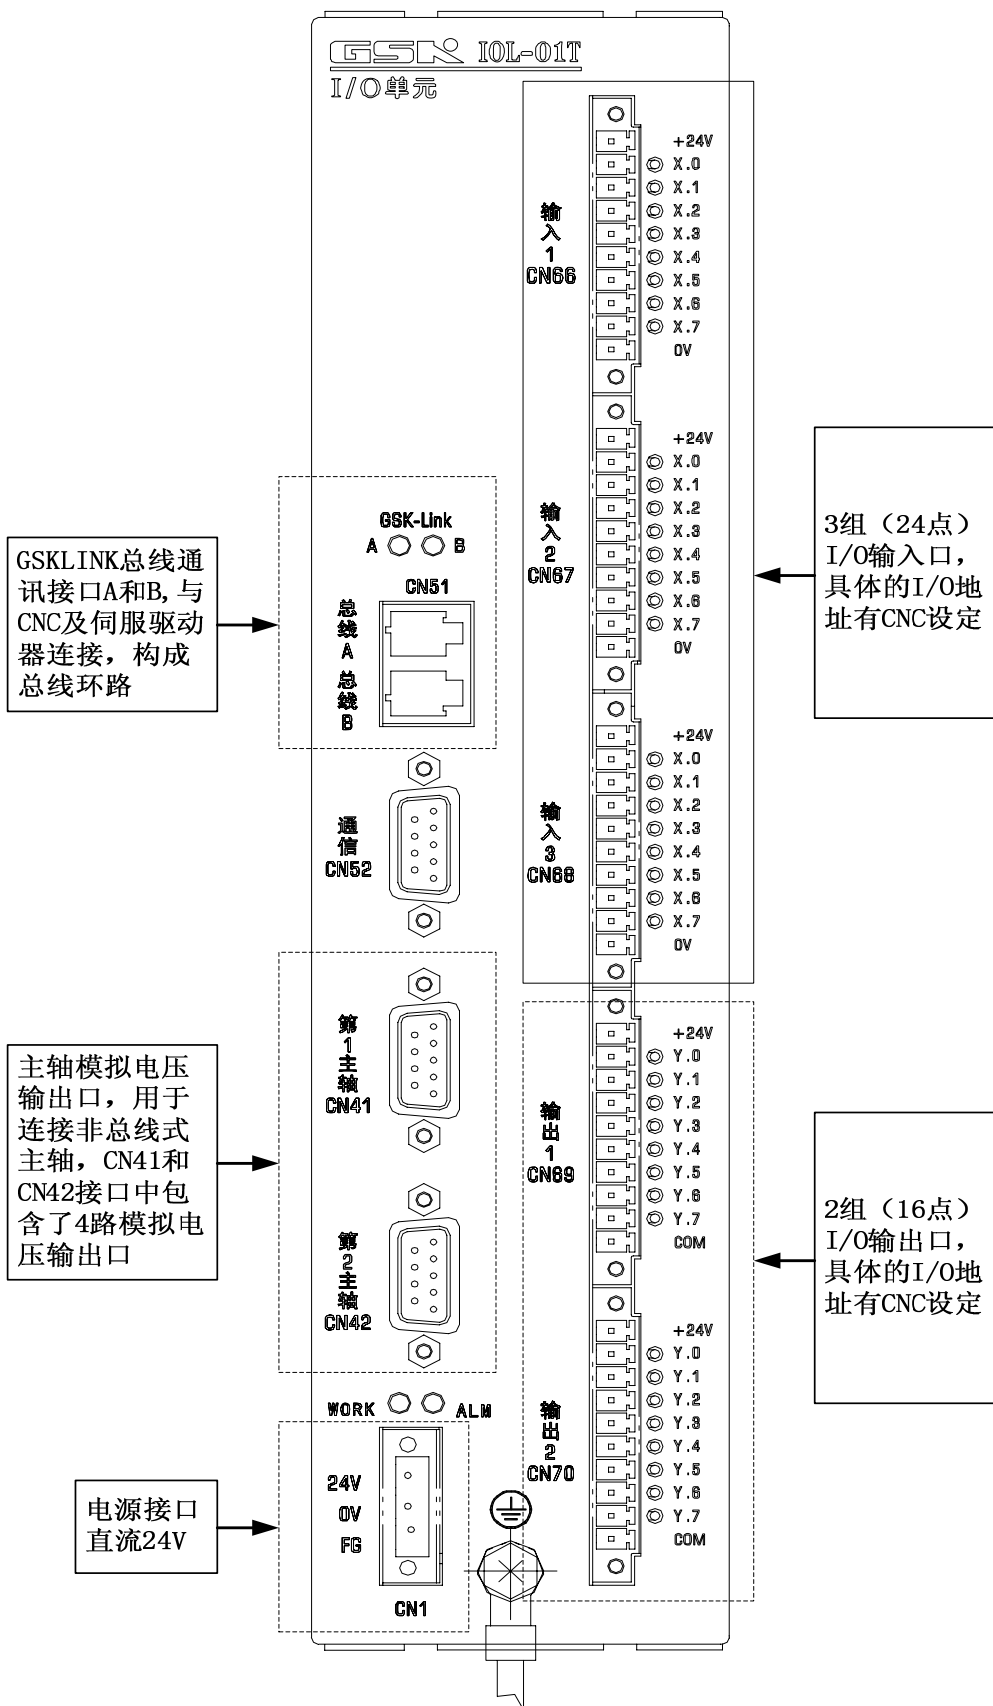 GSK IOL-01T
I/O单元
+24V
X.0
X.1
X.2
X.3
X.4
X.5
X.6
X.7
0V
输入1
CN66
+24V
X.0
X.1
X.2
X.3
X.4
X.5
X.6
X.7
0V
输入2
CN67
+24V
X.0
X.1
X.2
X.3
X.4
X.5
X.6
X.7
0V
输入3
CN68
3组（24点）
I/O输入口，
具体的I/O地
址有CNC设定
GSKLINK总线通
讯接口A和B,与
CNC及伺服驱动
器连接，构成
总线环路
GSK-Link
A B
CN51
总线A
总线B
通信
CN52
主轴模拟电压
输出口，用于
连接非总线式
主轴，CN41和
CN42接口中包
含了4路模拟电
压输出口
第1主轴
CN41
第2主轴
CN42
+24V
Y.0
Y.1
Y.2
Y.3
Y.4
Y.5
Y.6
Y.7
COM
输出1
CN69
+24V
Y.0
Y.1
Y.2
Y.3
Y.4
Y.5
Y.6
Y.7
COM
输出2
CN70
2组（16点）
I/O输出口，
具体的I/O地
址有CNC设定
WORK ALM
电源接口
直流24V
24V
0V
FG
CN1